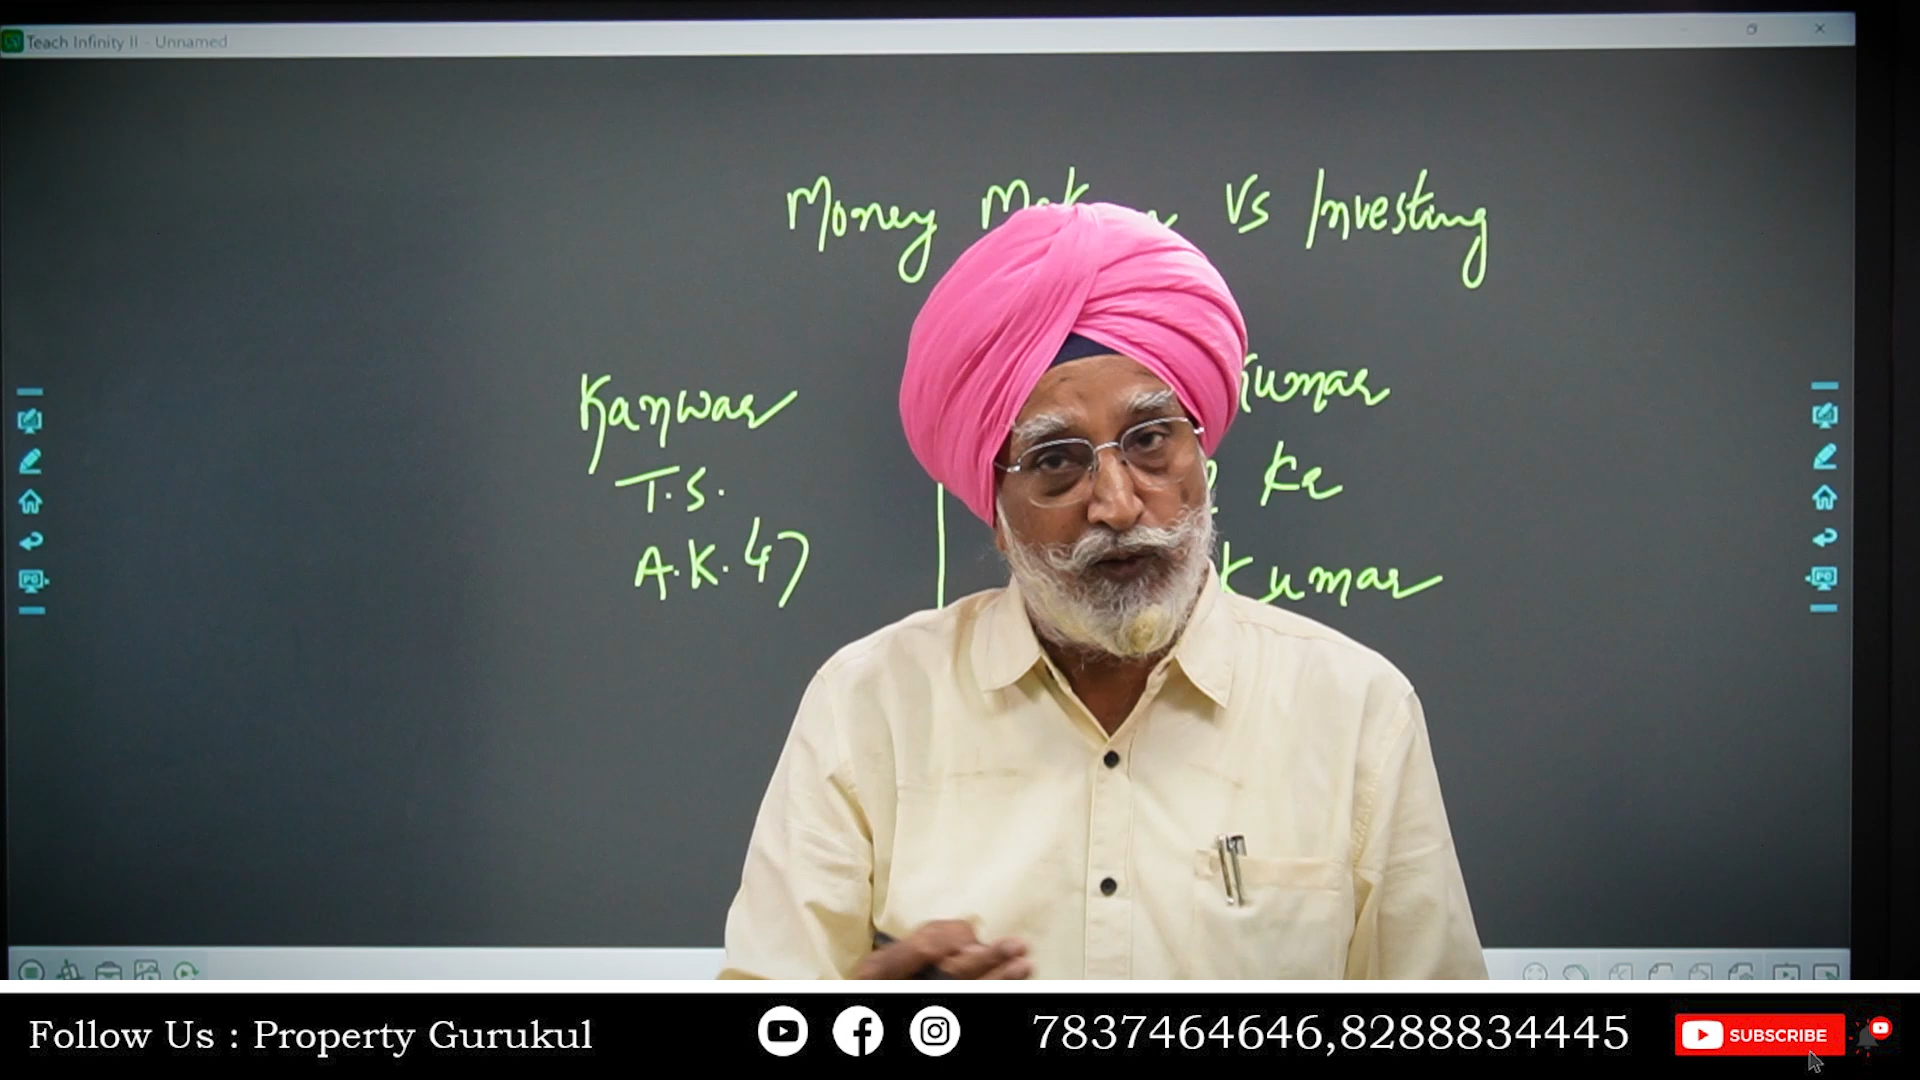 Teach Infinity II - Unnamed
Money Vs Investing
Kanwar Kumar
T.S. Ke
A.K. 47 Kumar
Follow Us : Property Gurukul 7837464646,8288834445 SUBSCRIBE